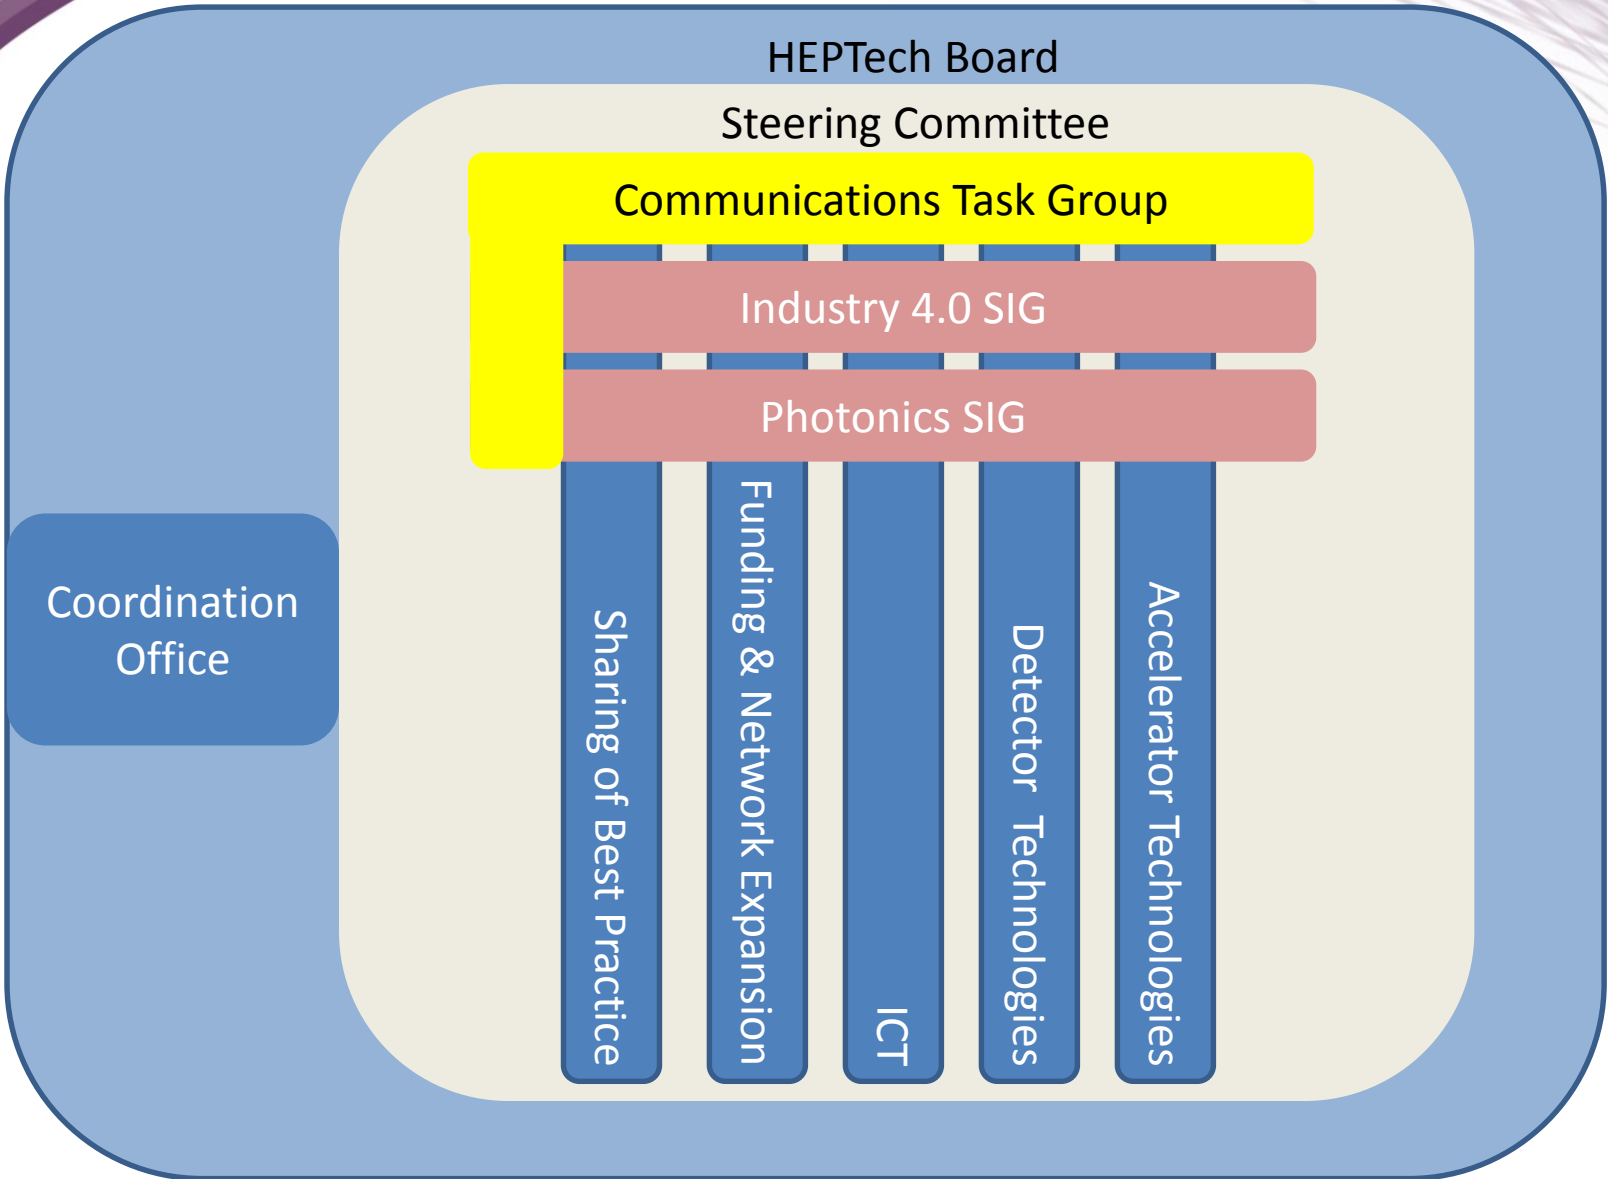 HEPTech Board
Steering Committee
Communications Task Group
Industry 4.0 SIG
Photonics SIG
Coordination
Office
Sharing of Best Practice
Funding & Network Expansion
ICT
Detector Technologies
Accelerator Technologies